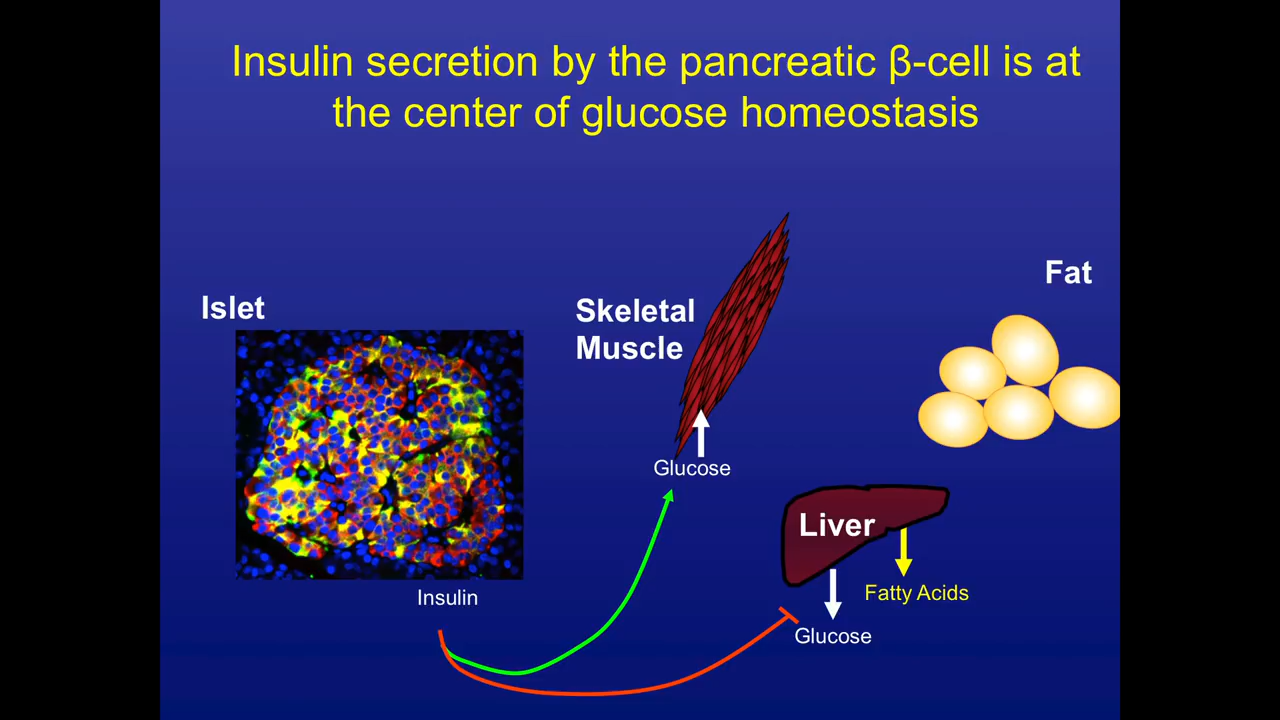 Insulin secretion by the pancreatic β-cell is at
the center of glucose homeostasis
Islet
Skeletal
Muscle
Fat
Glucose
Liver
Insulin
Fatty Acids
Glucose